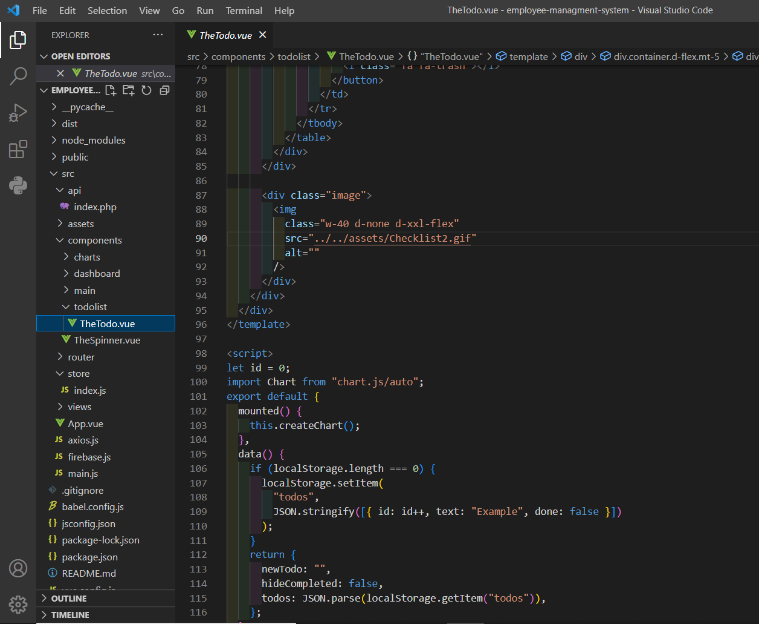 File Edit Selection View Go Run Terminal Help
TheTodo.vue - employee-managment-system - Visual Studio Code
EXPLORER
TheTodo.vue
OPEN EDITORS
src > components > todolist > TheTodo.vue > {} "TheTodo.vue" > template > div > div.container.d-flex.mt-5 > div
TheTodo.vue src\co...
EMPLOYEE...
__pycache__
dist
node_modules
public
src
api
index.php
assets
components
charts
dashboard
main
todolist
TheTodo.vue
TheSpinner.vue
router
store
index.js
views
App.vue
axios.js
firebase.js
main.js
.gitignore
babel.config.js
jsconfig.json
package-lock.json
package.json
README.md
OUTLINE
TIMELINE
78 <i class="fa fa-trash"></i>
79 </button>
80 </td>
81 </tr>
82 </tbody>
83 </table>
84 </div>
85 </div>
86
87 <div class="image">
88 <img
89 class="w-40 d-none d-xxl-flex"
90 src="../../assets/Checklist2.gif"
91 alt=""
92 />
93 </div>
94 </div>
95 </div>
96 </template>
97
98 <script>
99 let id = 0;
100 import Chart from "chart.js/auto";
101 export default {
102 mounted() {
103 this.createChart();
104 },
105 data() {
106 if (localStorage.length === 0) {
107 localStorage.setItem(
108 "todos",
109 JSON.stringify([{ id: id++, text: "Example", done: false }])
110 );
111 }
112 return {
113 newTodo: "",
114 hideCompleted: false,
115 todos: JSON.parse(localStorage.getItem("todos")),
116 };